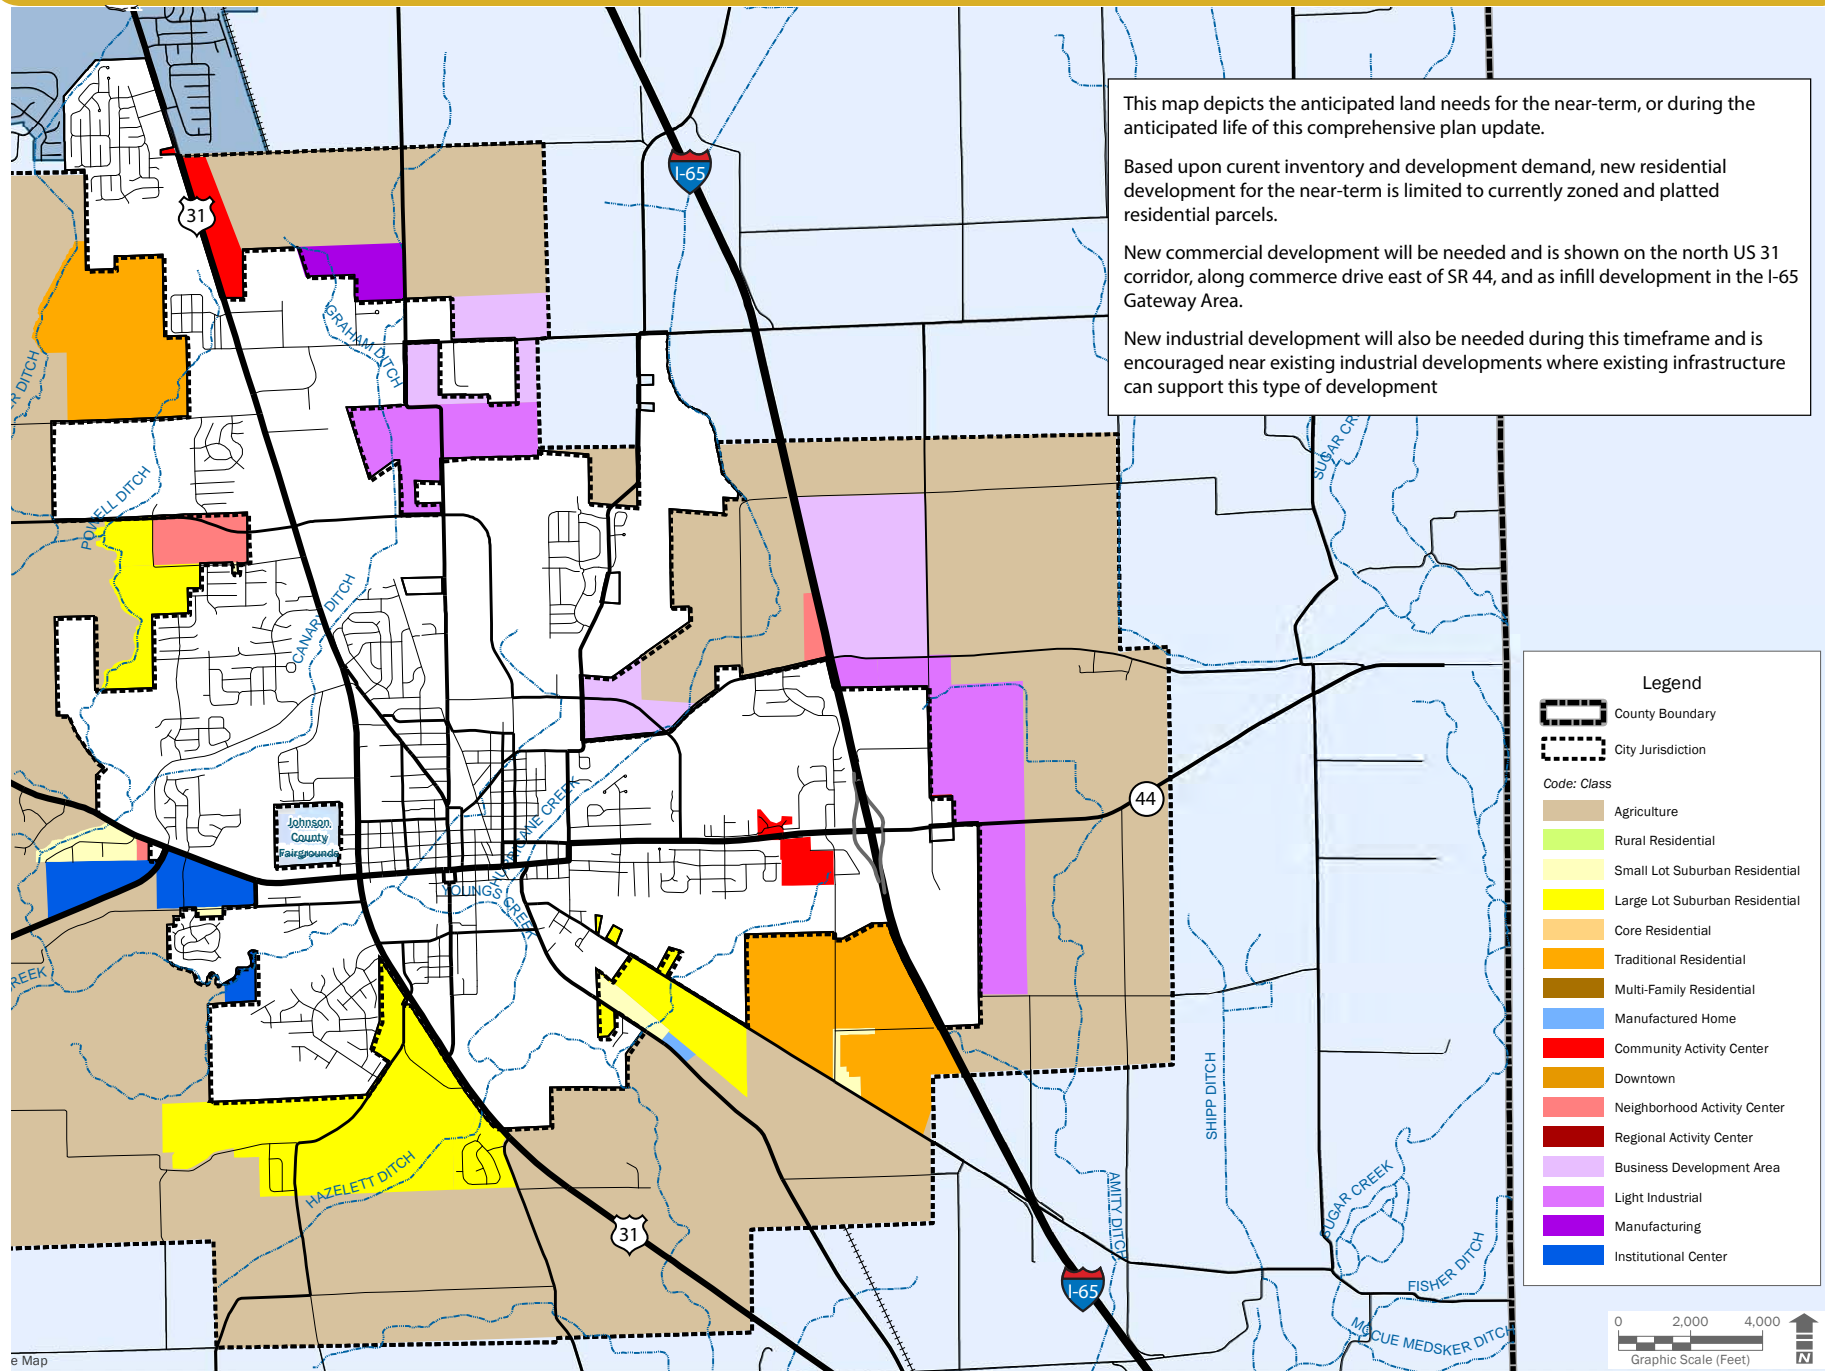 This map depicts the anticipated land needs for the near-term, or during the
anticipated life of this comprehensive plan update.
Based upon curent inventory and development demand, new residential
development for the near-term is limited to currently zoned and platted
residential parcels.
New commercial development will be needed and is shown on the north US 31
corridor, along commerce drive east of SR 44, and as infill development in the I-65
Gateway Area.
New industrial development will also be needed during this timeframe and is
encouraged near existing industrial developments where existing infrastructure
can support this type of development
I-65
31
GRAHAM DITCH
R DITCH
POWELL DITCH
CANARY DITCH
SUGAR CR
44
Johnson
County
Fairgrounds
HURRICANE CREEK
YOUNGS CREEK
REEK
HAZELETT DITCH
31
SHIPP DITCH
AMITY DITCH
SUGAR CREEK
FISHER DITCH
MCCUE MEDSKER DITCH
I-65
Legend
County Boundary
City Jurisdiction
Code: Class
Agriculture
Rural Residential
Small Lot Suburban Residential
Large Lot Suburban Residential
Core Residential
Traditional Residential
Multi-Family Residential
Manufactured Home
Community Activity Center
Downtown
Neighborhood Activity Center
Regional Activity Center
Business Development Area
Light Industrial
Manufacturing
Institutional Center
0 2,000 4,000
Graphic Scale (Feet)
N
e Map